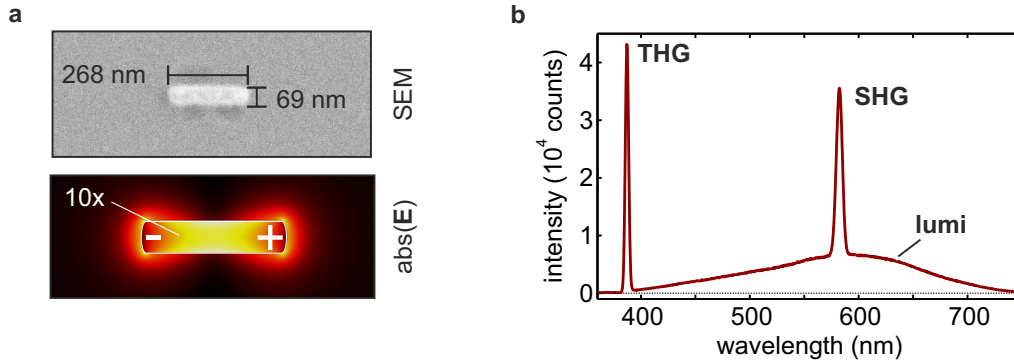 a
268 nm
69 nm
SEM
10x
−
+
abs(E)
b
THG
SHG
lumi
intensity (10⁴ counts)
4
3
2
1
0
400
500
600
700
wavelength (nm)